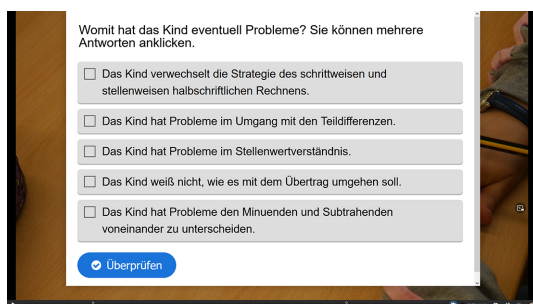 Womit hat das Kind eventuell Probleme? Sie können mehrere
Antworten anklicken.
Das Kind verwechselt die Strategie des schrittweisen und
stellenweisen halbschriftlichen Rechnens.
Das Kind hat Probleme im Umgang mit den Teildifferenzen.
Das Kind hat Probleme im Stellenwertverständnis.
Das Kind weiß nicht, wie es mit dem Übertrag umgehen soll.
Das Kind hat Probleme den Minuenden und Subtrahenden
voneinander zu unterscheiden.
Überprüfen